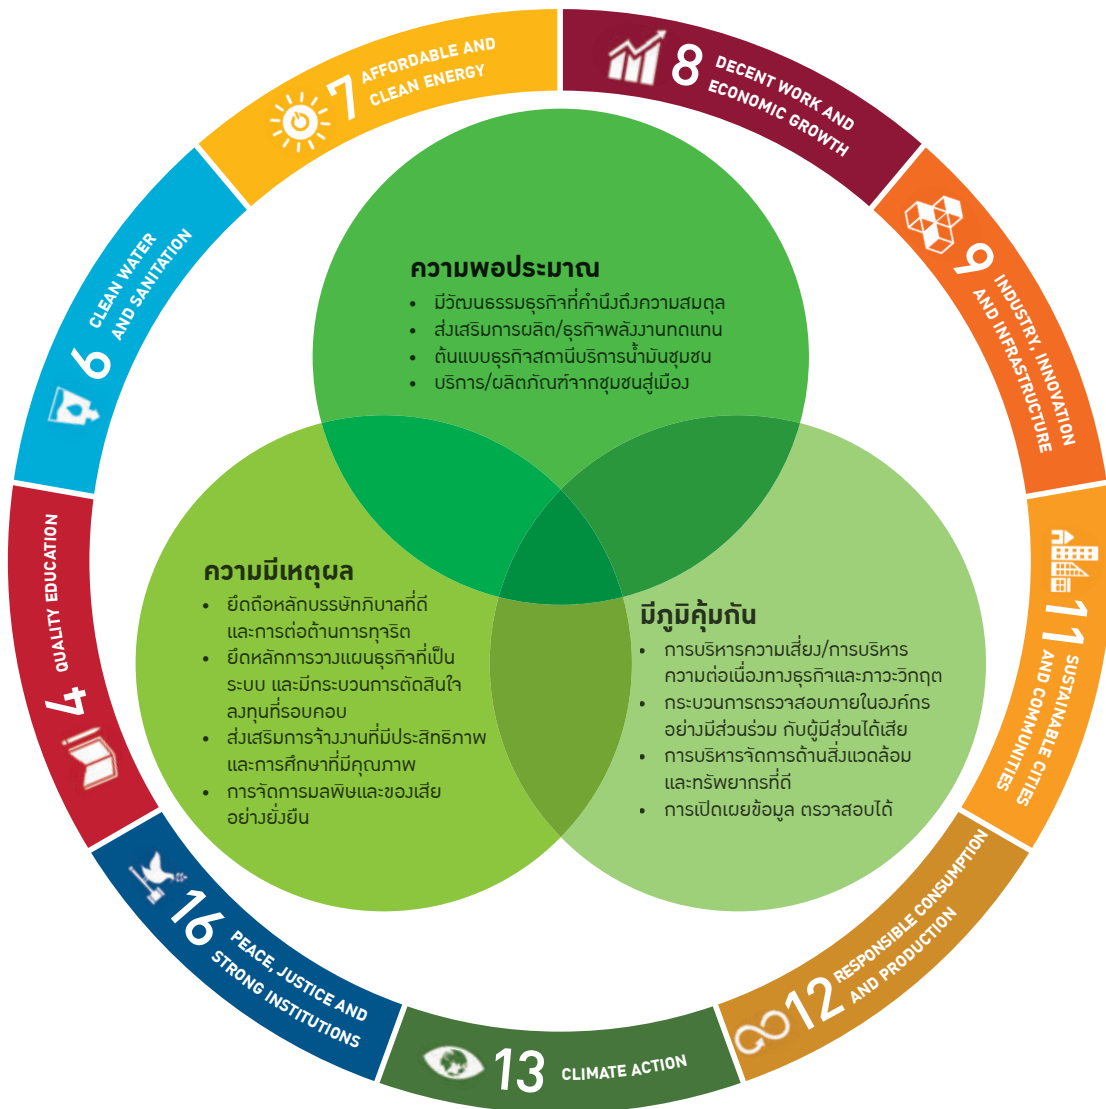 7 AFFORDABLE AND
CLEAN ENERGY
8 DECENT WORK AND
ECONOMIC GROWTH
9 INDUSTRY, INNOVATION
AND INFRASTRUCTURE
11 SUSTAINABLE CITIES
AND COMMUNITIES
12 RESPONSIBLE CONSUMPTION
AND PRODUCTION
13 CLIMATE ACTION
16 PEACE, JUSTICE AND
STRONG INSTITUTIONS
4 QUALITY EDUCATION
6 CLEAN WATER
AND SANITATION
ความพอประมาณ
• มีวัฒนธรรมธุรกิจที่คำนึงถึงความสมดุล
• ส่งเสริมการผลิต/ธุรกิจพลังงานทดแทน
• ต้นแบบธุรกิจสถานีบริการน้ำมันชุมชน
• บริการ/ผลิตภัณฑ์จากชุมชนสู่เมือง
ความมีเหตุผล
• ยึดถือหลักบรรษัทภิบาลที่ดี
และการต่อต้านการทุจริต
• ยึดหลักการวางแผนธุรกิจที่เป็น
ระบบ และมีกระบวนการตัดสินใจ
ลงทุนที่รอบคอบ
• ส่งเสริมการจ้างงานที่มีประสิทธิภาพ
และการศึกษาที่มีคุณภาพ
• การจัดการมลพิษและของเสีย
อย่างยั่งยืน
มีภูมิคุ้มกัน
• การบริหารความเสี่ยง/การบริหาร
ความต่อเนื่องทางธุรกิจและภาวะวิกฤต
• กระบวนการตรวจสอบภายในองค์กร
อย่างมีส่วนร่วม กับผู้มีส่วนได้เสีย
• การบริหารจัดการด้านสิ่งแวดล้อม
และทรัพยากรที่ดี
• การเปิดเผยข้อมูล ตรวจสอบได้